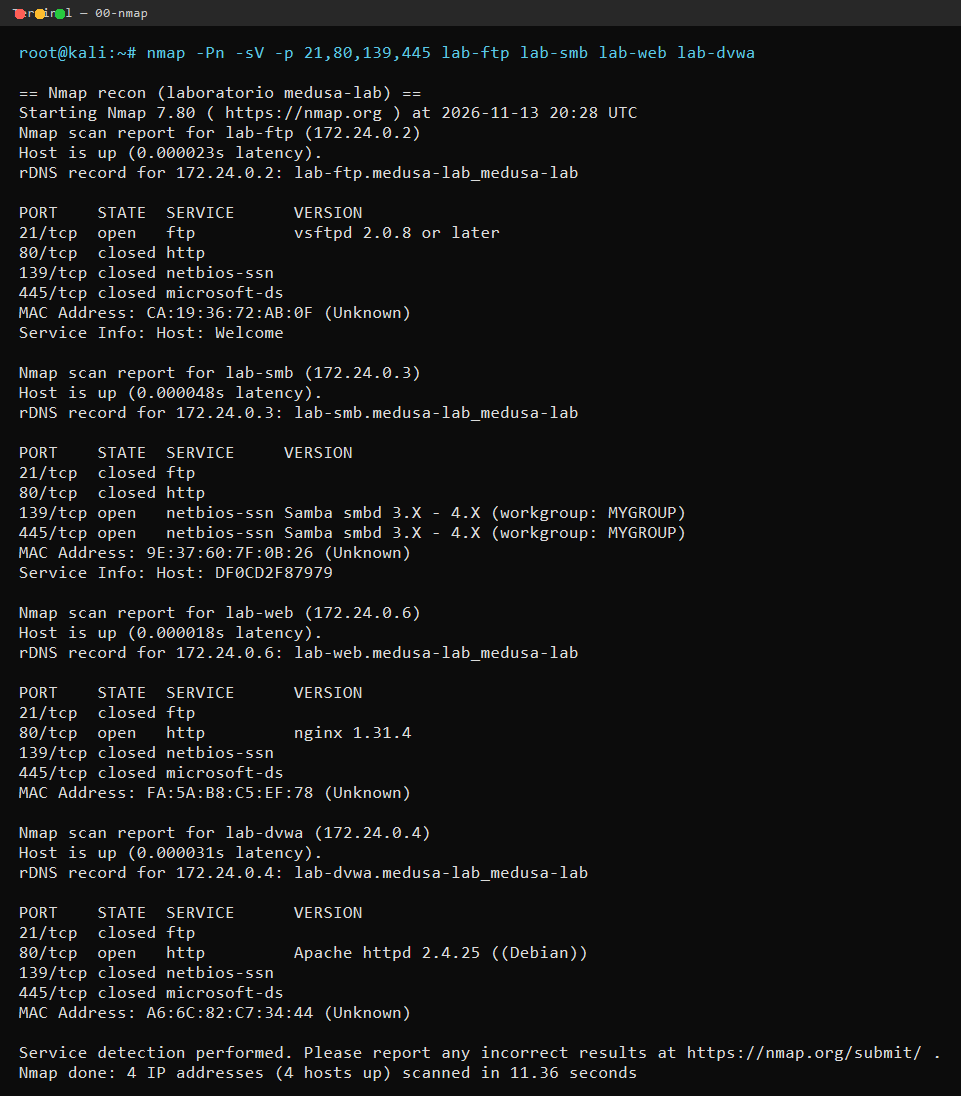 Terminal — 00-nmap
root@kali:~# nmap -Pn -sV -p 21,80,139,445 lab-ftp lab-smb lab-web lab-dvwa
== Nmap recon (laboratorio medusa-lab) ==
Starting Nmap 7.80 ( https://nmap.org ) at 2026-11-13 20:28 UTC
Nmap scan report for lab-ftp (172.24.0.2)
Host is up (0.000023s latency).
rDNS record for 172.24.0.2: lab-ftp.medusa-lab_medusa-lab
PORT    STATE  SERVICE      VERSION
21/tcp  open   ftp          vsftpd 2.0.8 or later
80/tcp  closed http
139/tcp closed netbios-ssn
445/tcp closed microsoft-ds
MAC Address: CA:19:36:72:AB:0F (Unknown)
Service Info: Host: Welcome
Nmap scan report for lab-smb (172.24.0.3)
Host is up (0.000048s latency).
rDNS record for 172.24.0.3: lab-smb.medusa-lab_medusa-lab
PORT    STATE  SERVICE     VERSION
21/tcp  closed ftp
80/tcp  closed http
139/tcp open   netbios-ssn Samba smbd 3.X - 4.X (workgroup: MYGROUP)
445/tcp open   netbios-ssn Samba smbd 3.X - 4.X (workgroup: MYGROUP)
MAC Address: 9E:37:60:7F:0B:26 (Unknown)
Service Info: Host: DF0CD2F87979
Nmap scan report for lab-web (172.24.0.6)
Host is up (0.000018s latency).
rDNS record for 172.24.0.6: lab-web.medusa-lab_medusa-lab
PORT    STATE  SERVICE      VERSION
21/tcp  closed ftp
80/tcp  open   http         nginx 1.31.4
139/tcp closed netbios-ssn
445/tcp closed microsoft-ds
MAC Address: FA:5A:B8:C5:EF:78 (Unknown)
Nmap scan report for lab-dvwa (172.24.0.4)
Host is up (0.000031s latency).
rDNS record for 172.24.0.4: lab-dvwa.medusa-lab_medusa-lab
PORT    STATE  SERVICE      VERSION
21/tcp  closed ftp
80/tcp  open   http         Apache httpd 2.4.25 ((Debian))
139/tcp closed netbios-ssn
445/tcp closed microsoft-ds
MAC Address: A6:6C:82:C7:34:44 (Unknown)
Service detection performed. Please report any incorrect results at https://nmap.org/submit/ .
Nmap done: 4 IP addresses (4 hosts up) scanned in 11.36 seconds